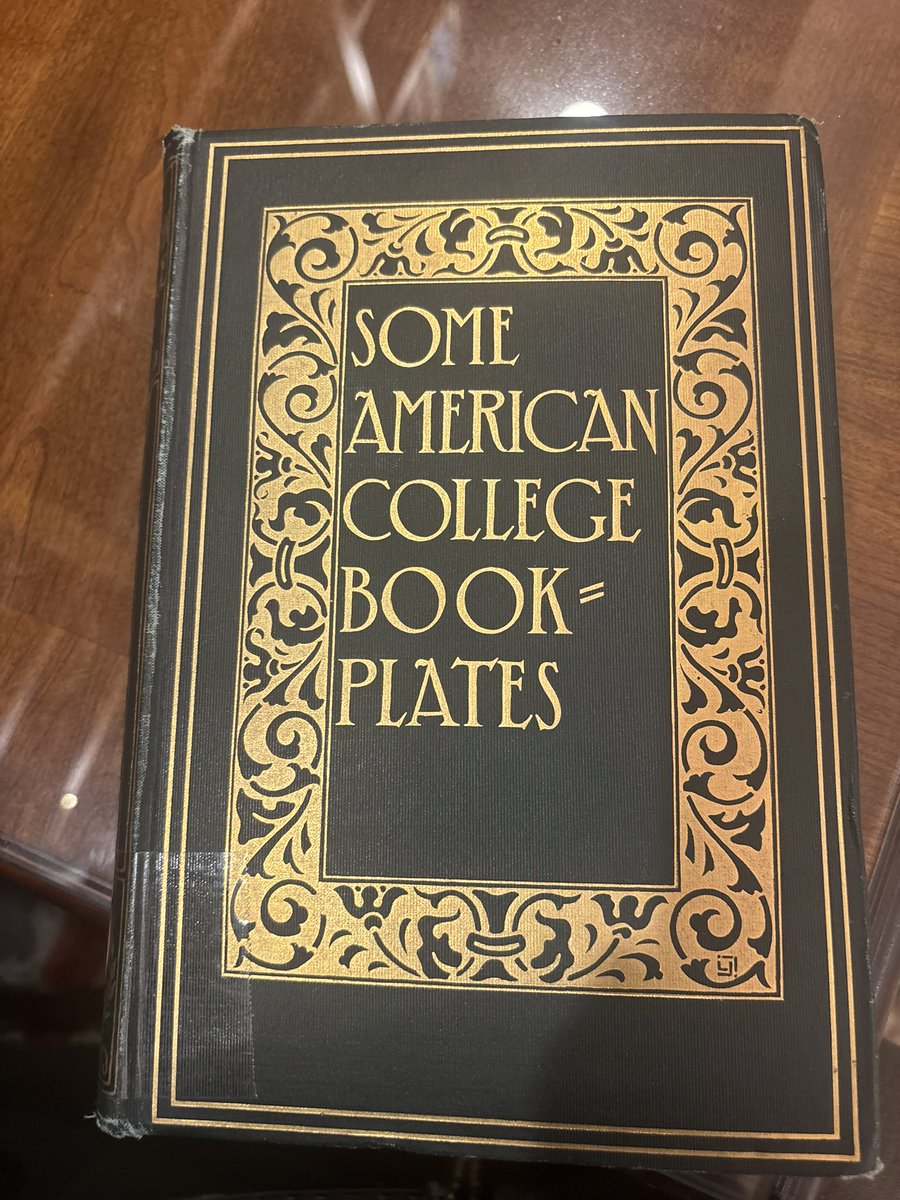 SOME
AMERICAN
COLLEGE
BOOK=
PLATES